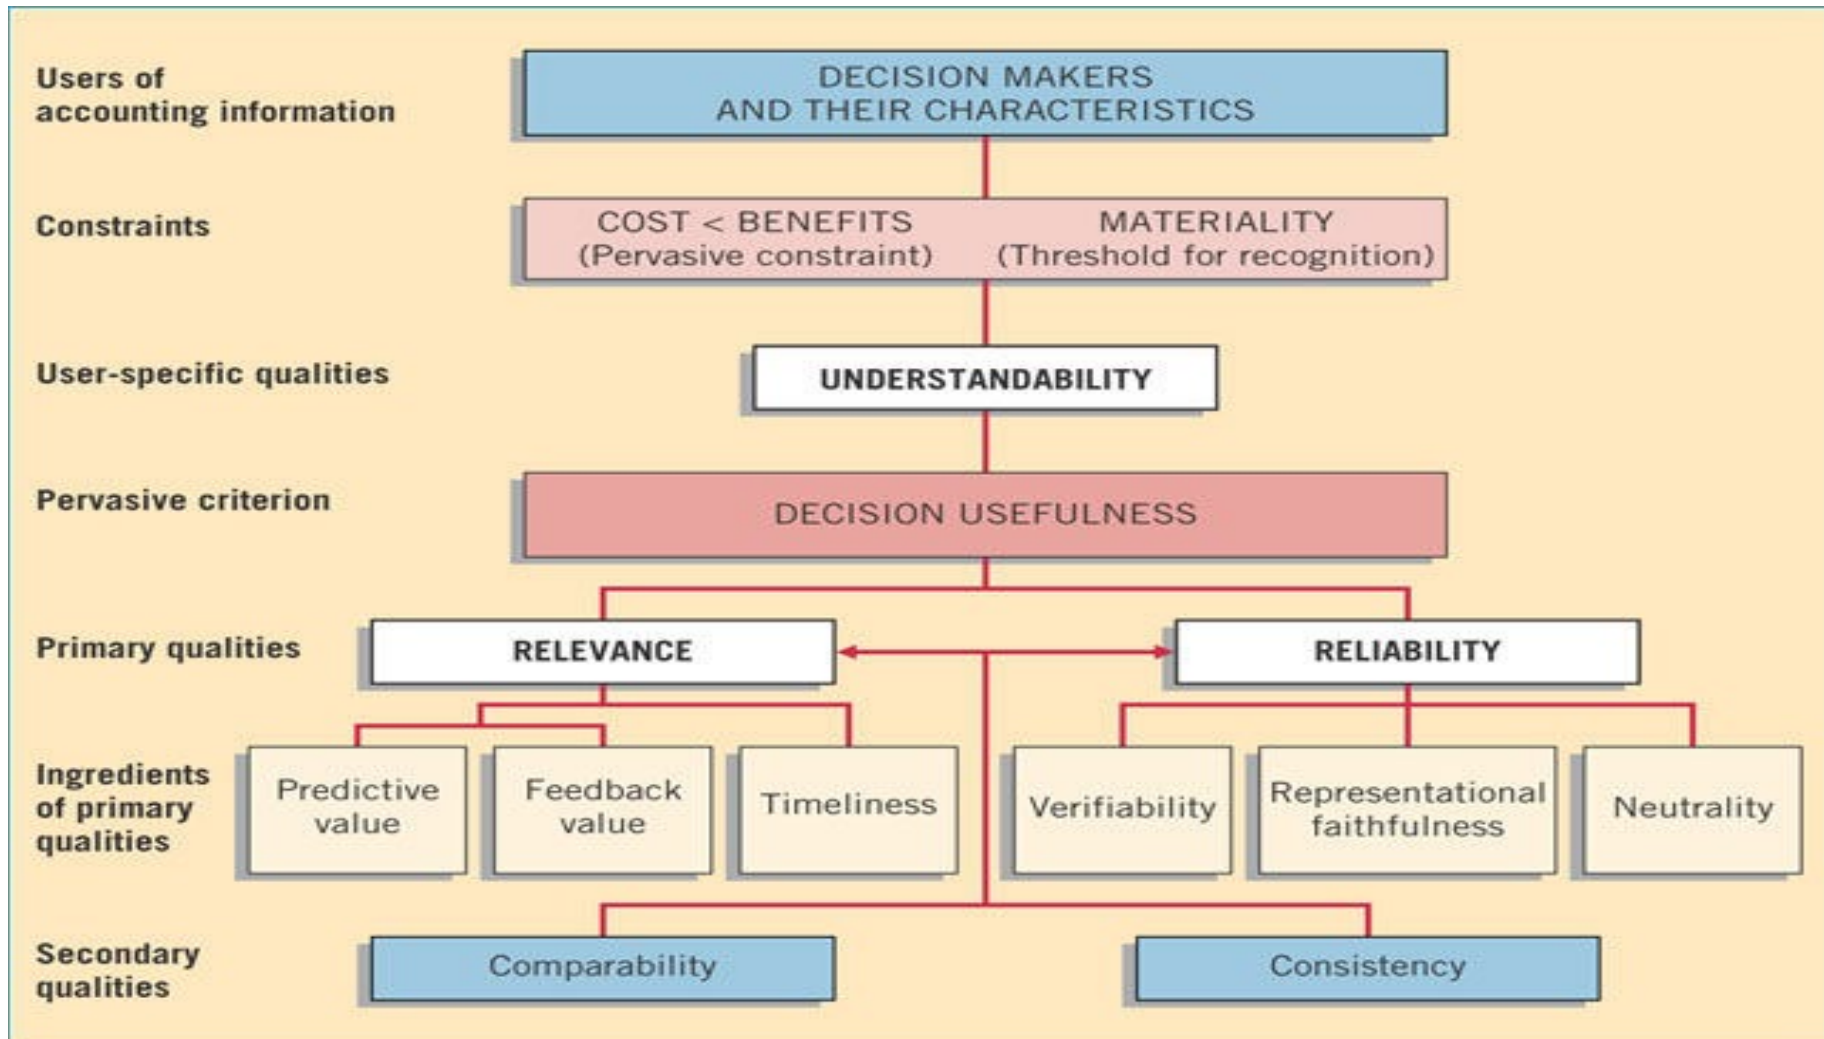 Users of
accounting information
DECISION MAKERS
AND THEIR CHARACTERISTICS
Constraints
COST < BENEFITS
(Pervasive constraint)
MATERIALITY
(Threshold for recognition)
User-specific qualities
UNDERSTANDABILITY
Pervasive criterion
DECISION USEFULNESS
Primary qualities
RELEVANCE
RELIABILITY
Ingredients
of primary
qualities
Predictive
value
Feedback
value
Timeliness
Verifiability
Representational
faithfulness
Neutrality
Secondary
qualities
Comparability
Consistency